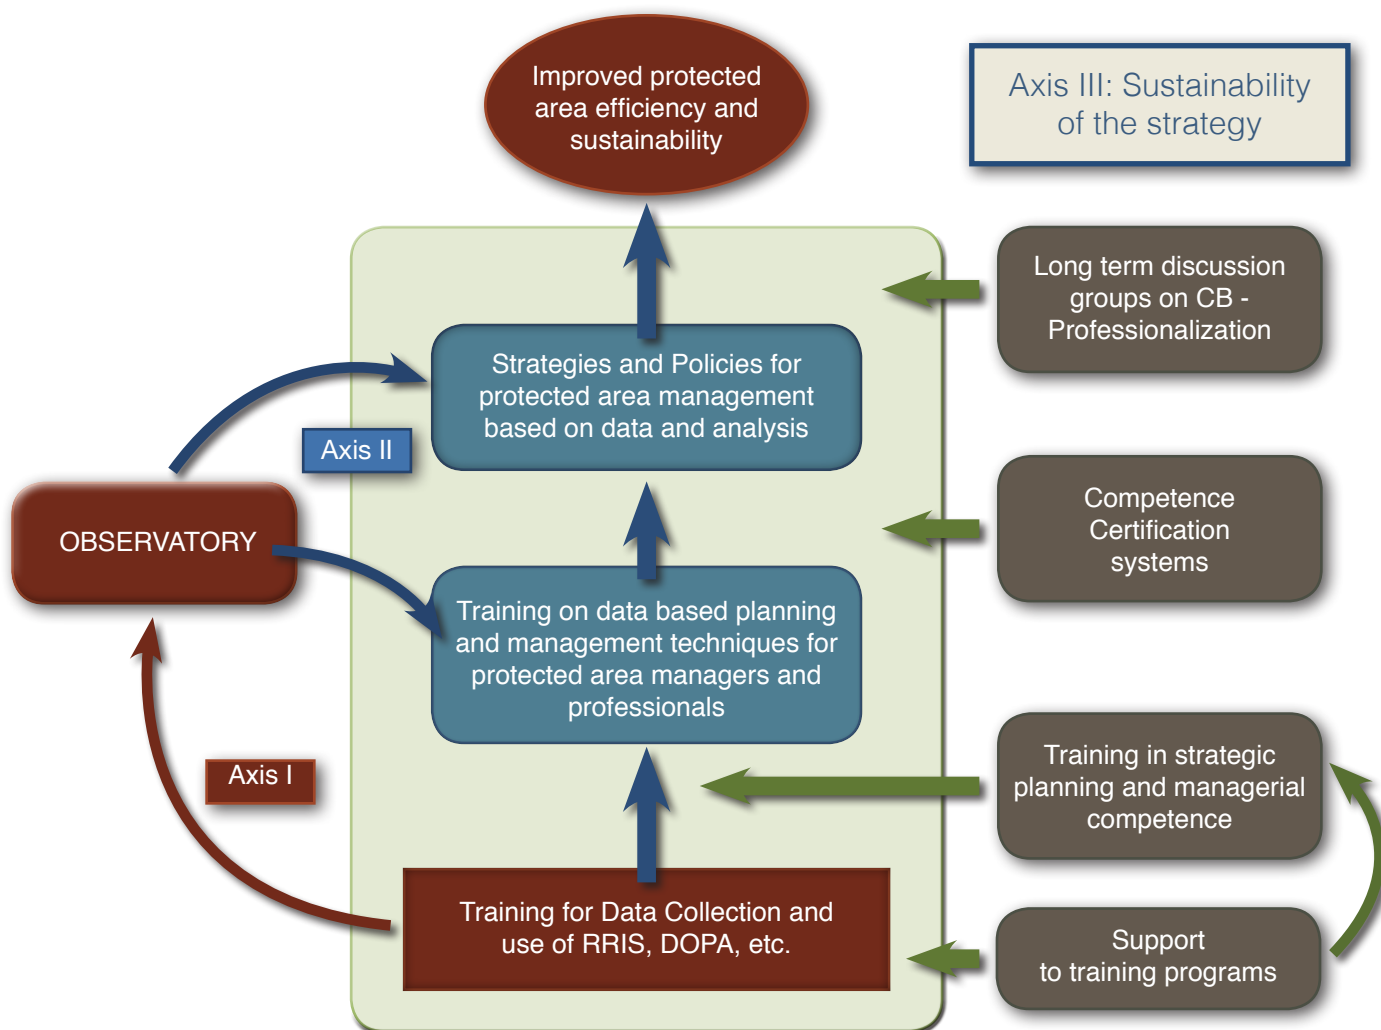 Improved protected
area efficiency and
sustainability
Axis III: Sustainability
of the strategy
Long term discussion
groups on CB -
Professionalization
Strategies and Policies for
protected area management
based on data and analysis
Axis II
OBSERVATORY
Competence
Certification
systems
Training on data based planning
and management techniques for
protected area managers and
professionals
Axis I
Training in strategic
planning and managerial
competence
Training for Data Collection and
use of RRIS, DOPA, etc.
Support
to training programs